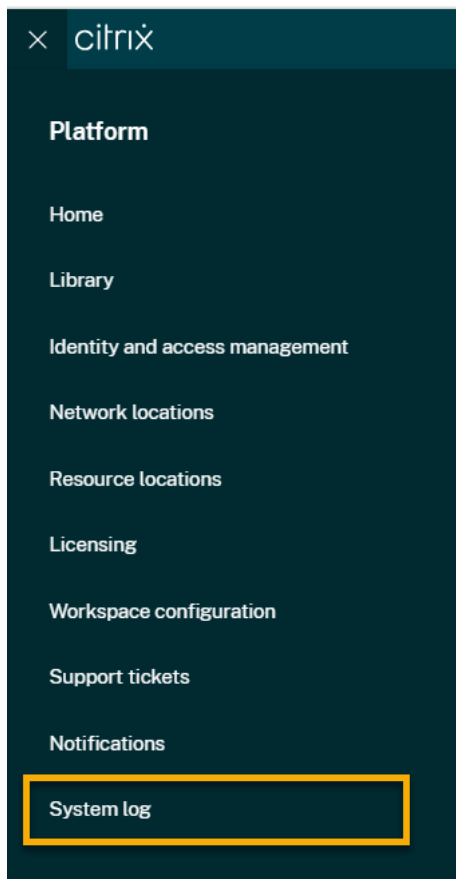 citrix
Platform
Home
Library
Identity and access management
Network locations
Resource locations
Licensing
Workspace configuration
Support tickets
Notifications
System log